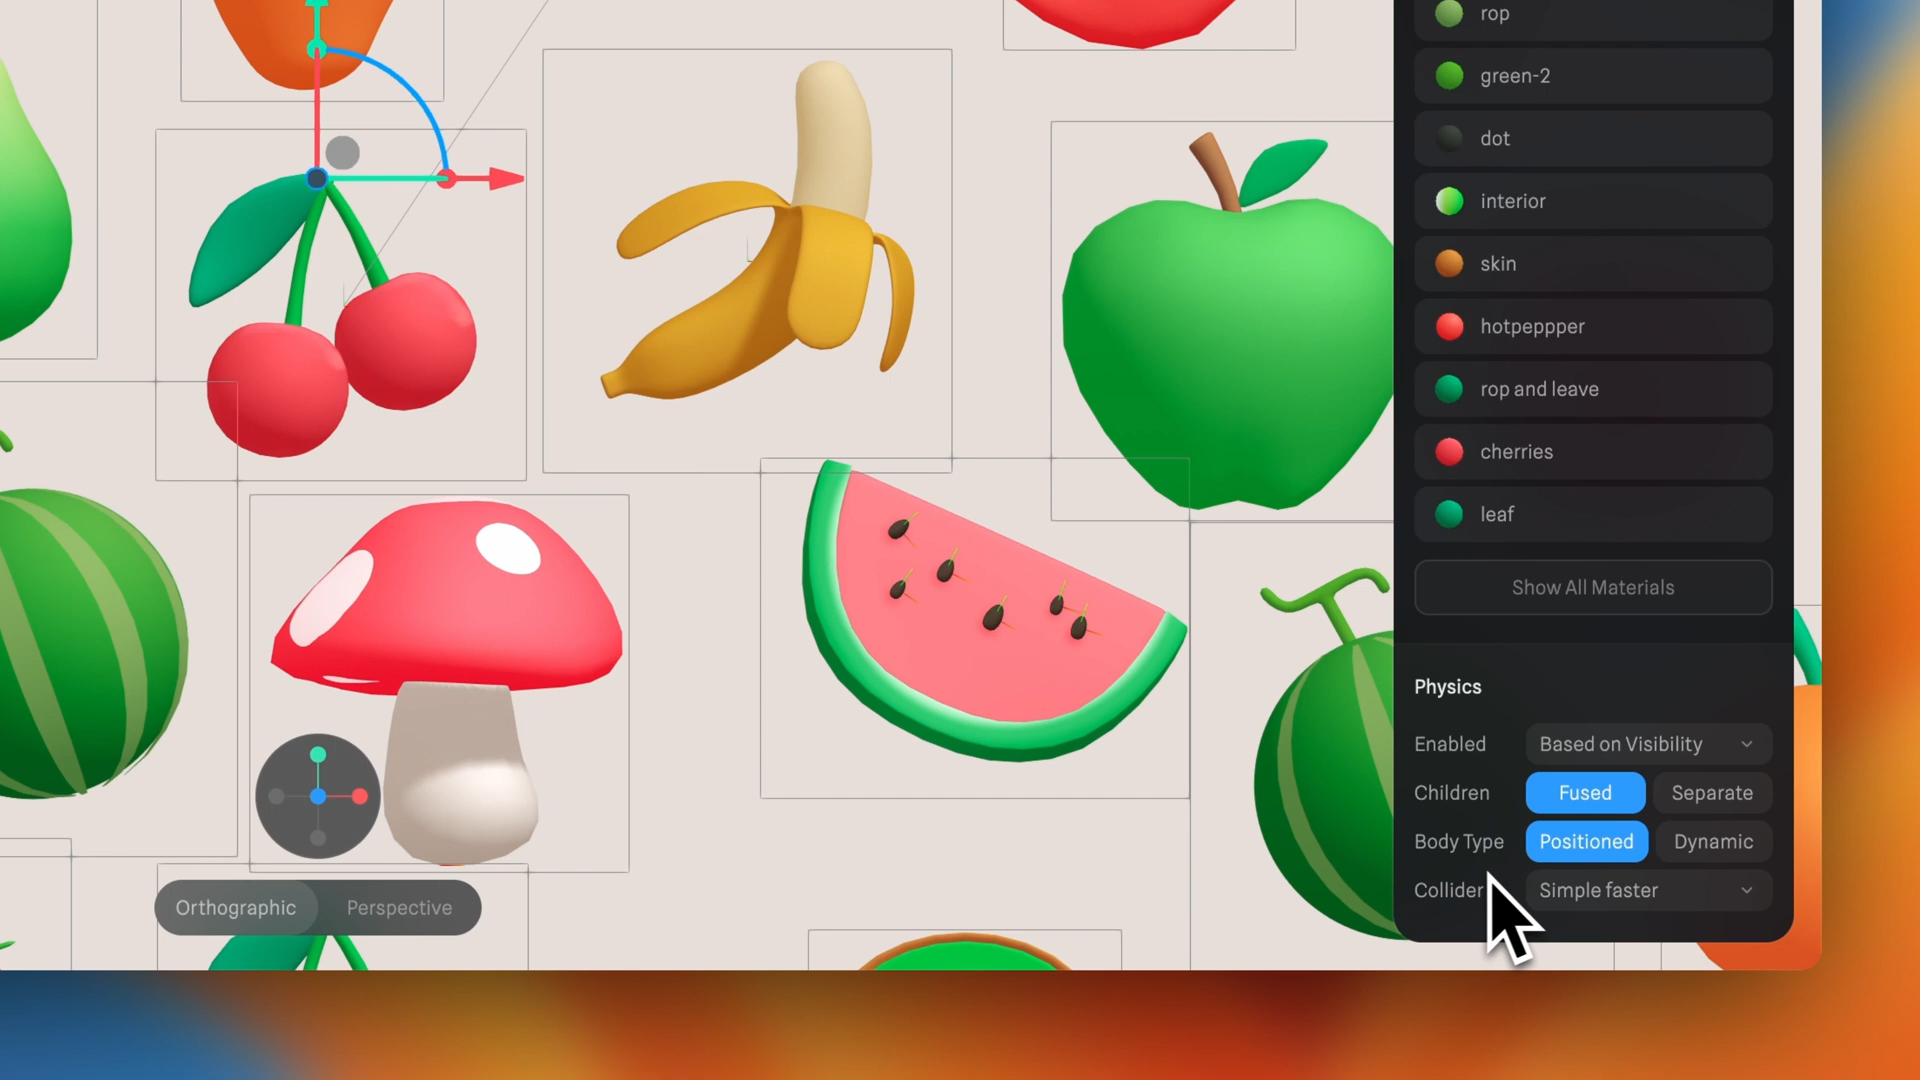 rop
green-2
dot
interior
skin
hotpeppper
rop and leave
cherries
leaf
Show All Materials
Physics
Enabled Based on Visibility
Children Fused Separate
Body Type Positioned Dynamic
Collider Simple faster
Orthographic Perspective